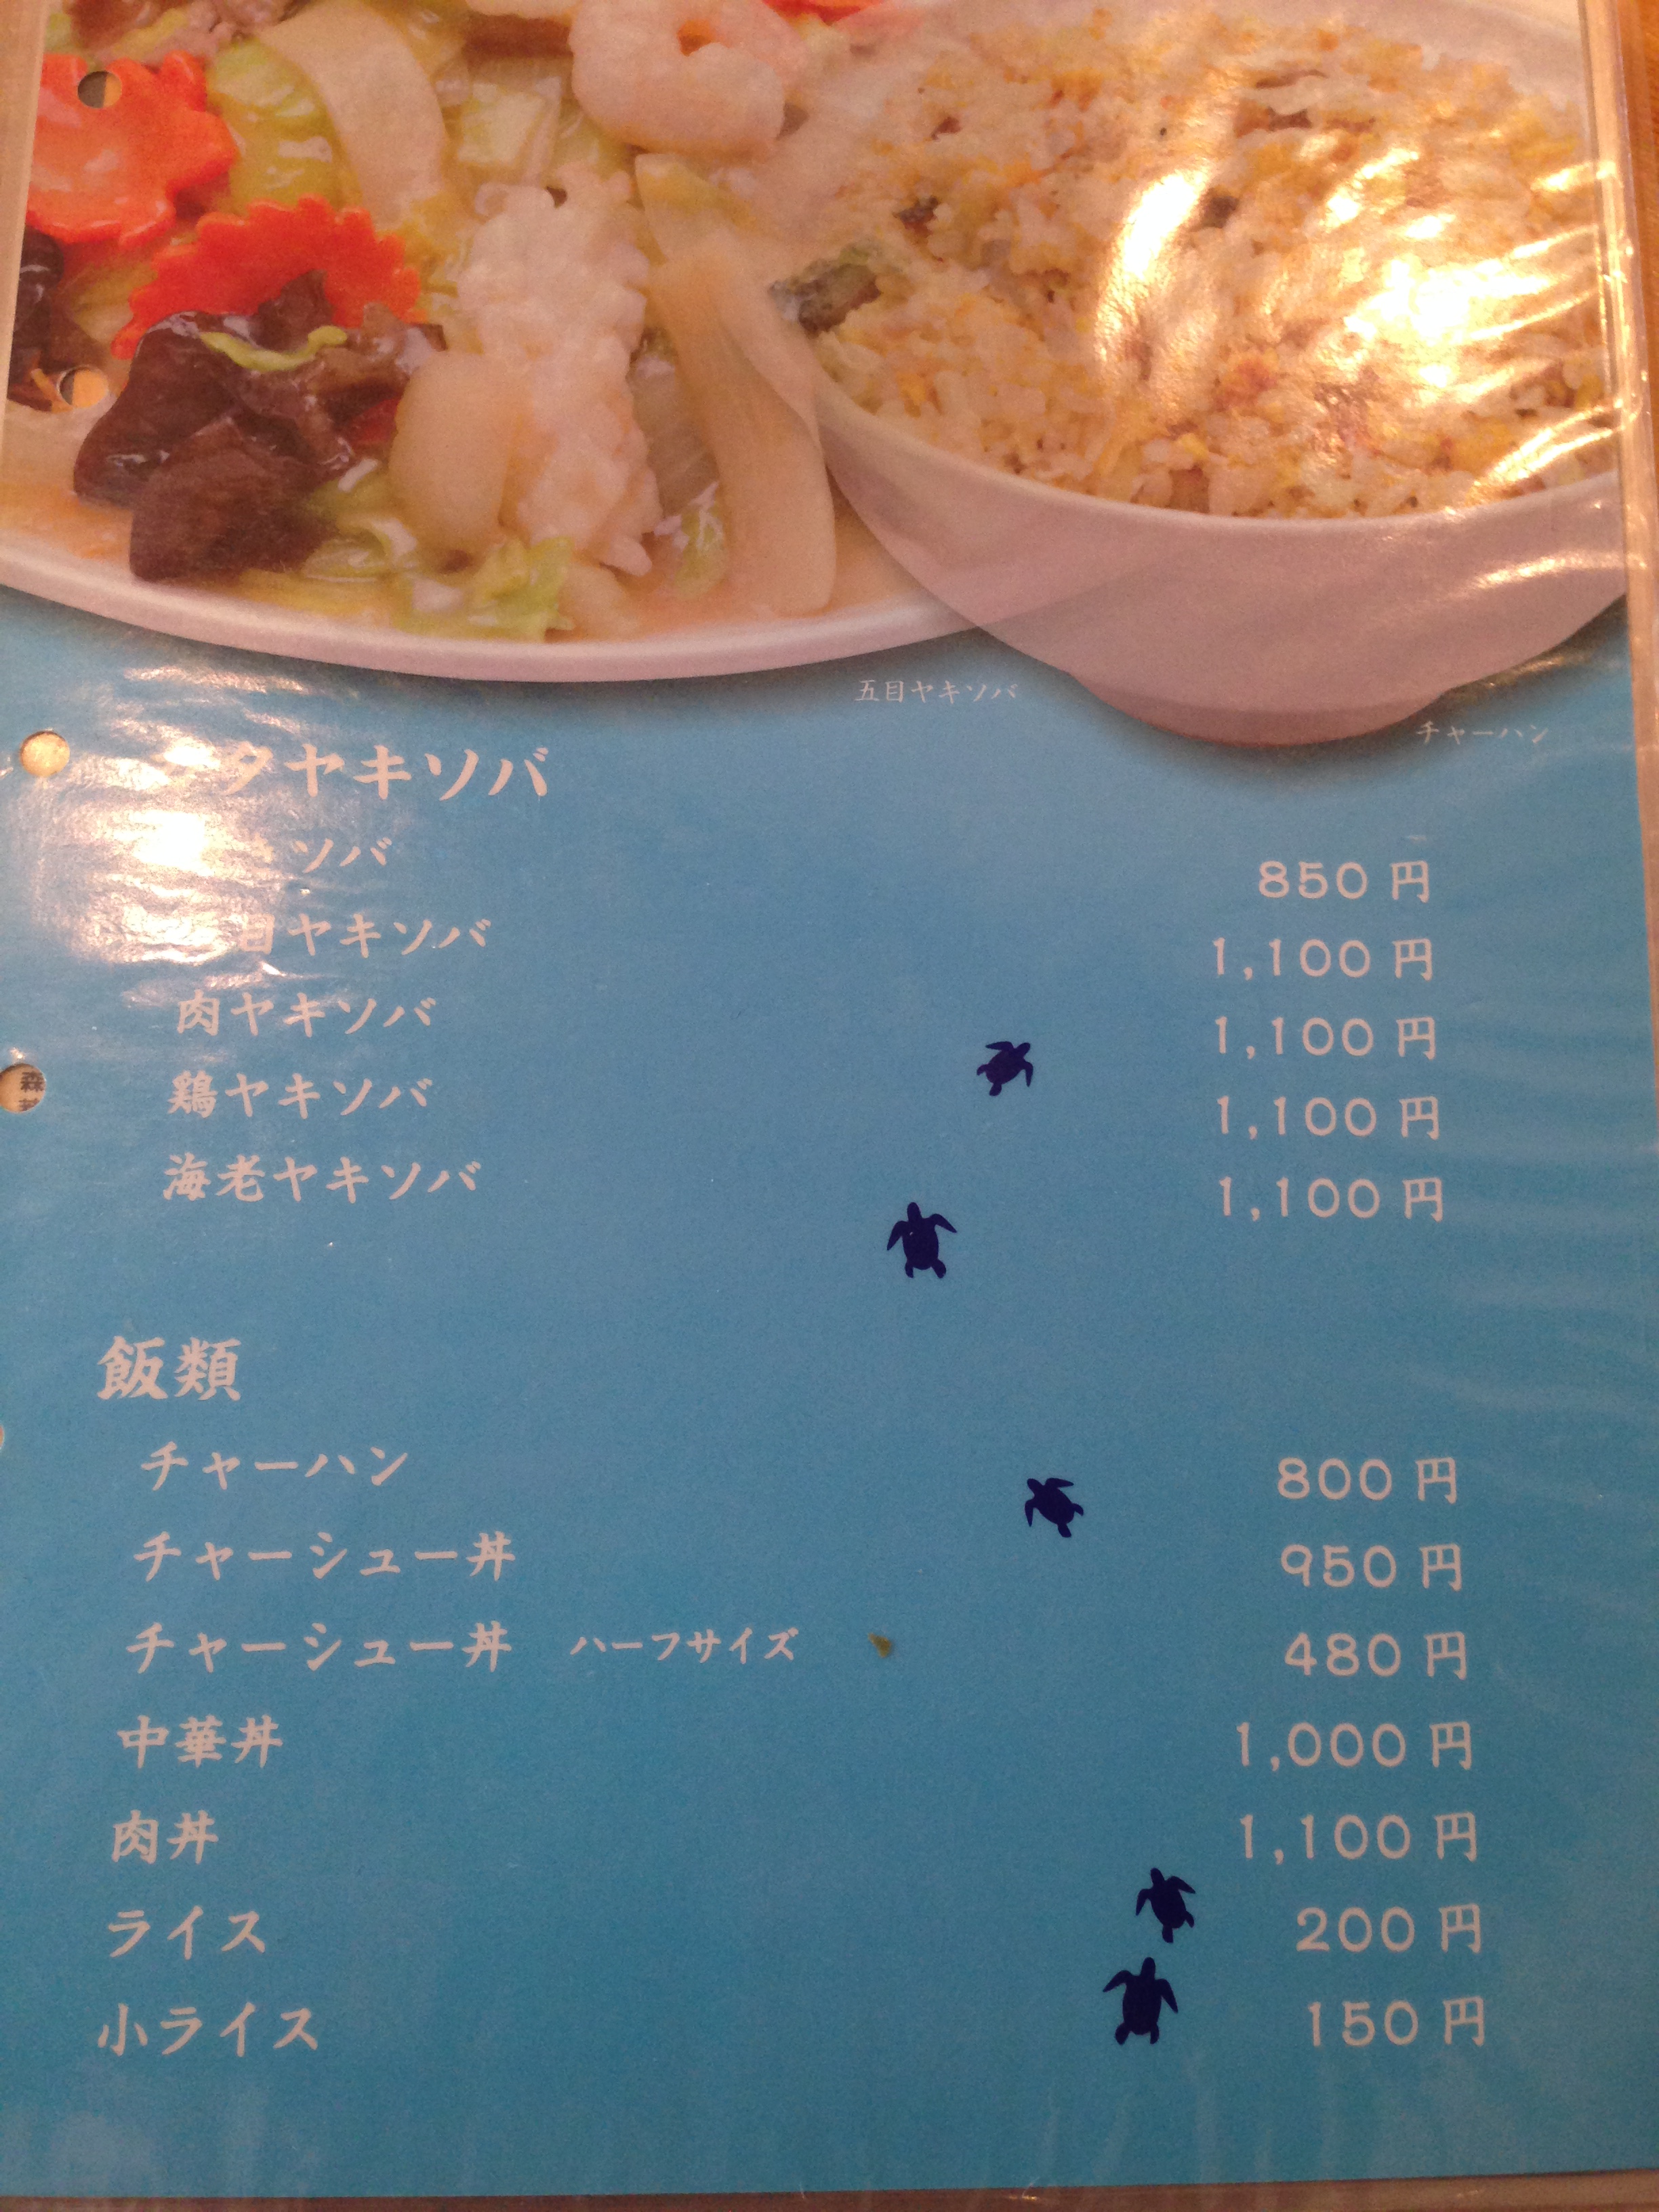 五目ヤキソバ
チャーハン
タヤキソバ
ソバ
850円
目ヤキソバ
1,100円
肉ヤキソバ
1,100円
鶏ヤキソバ
1,100円
海老ヤキソバ
1,100円
飯類
チャーハン
800円
チャーシュー丼
950円
チャーシュー丼 ハーフサイズ
480円
中華丼
1,000円
肉丼
1,100円
ライス
200円
小ライス
150円
森